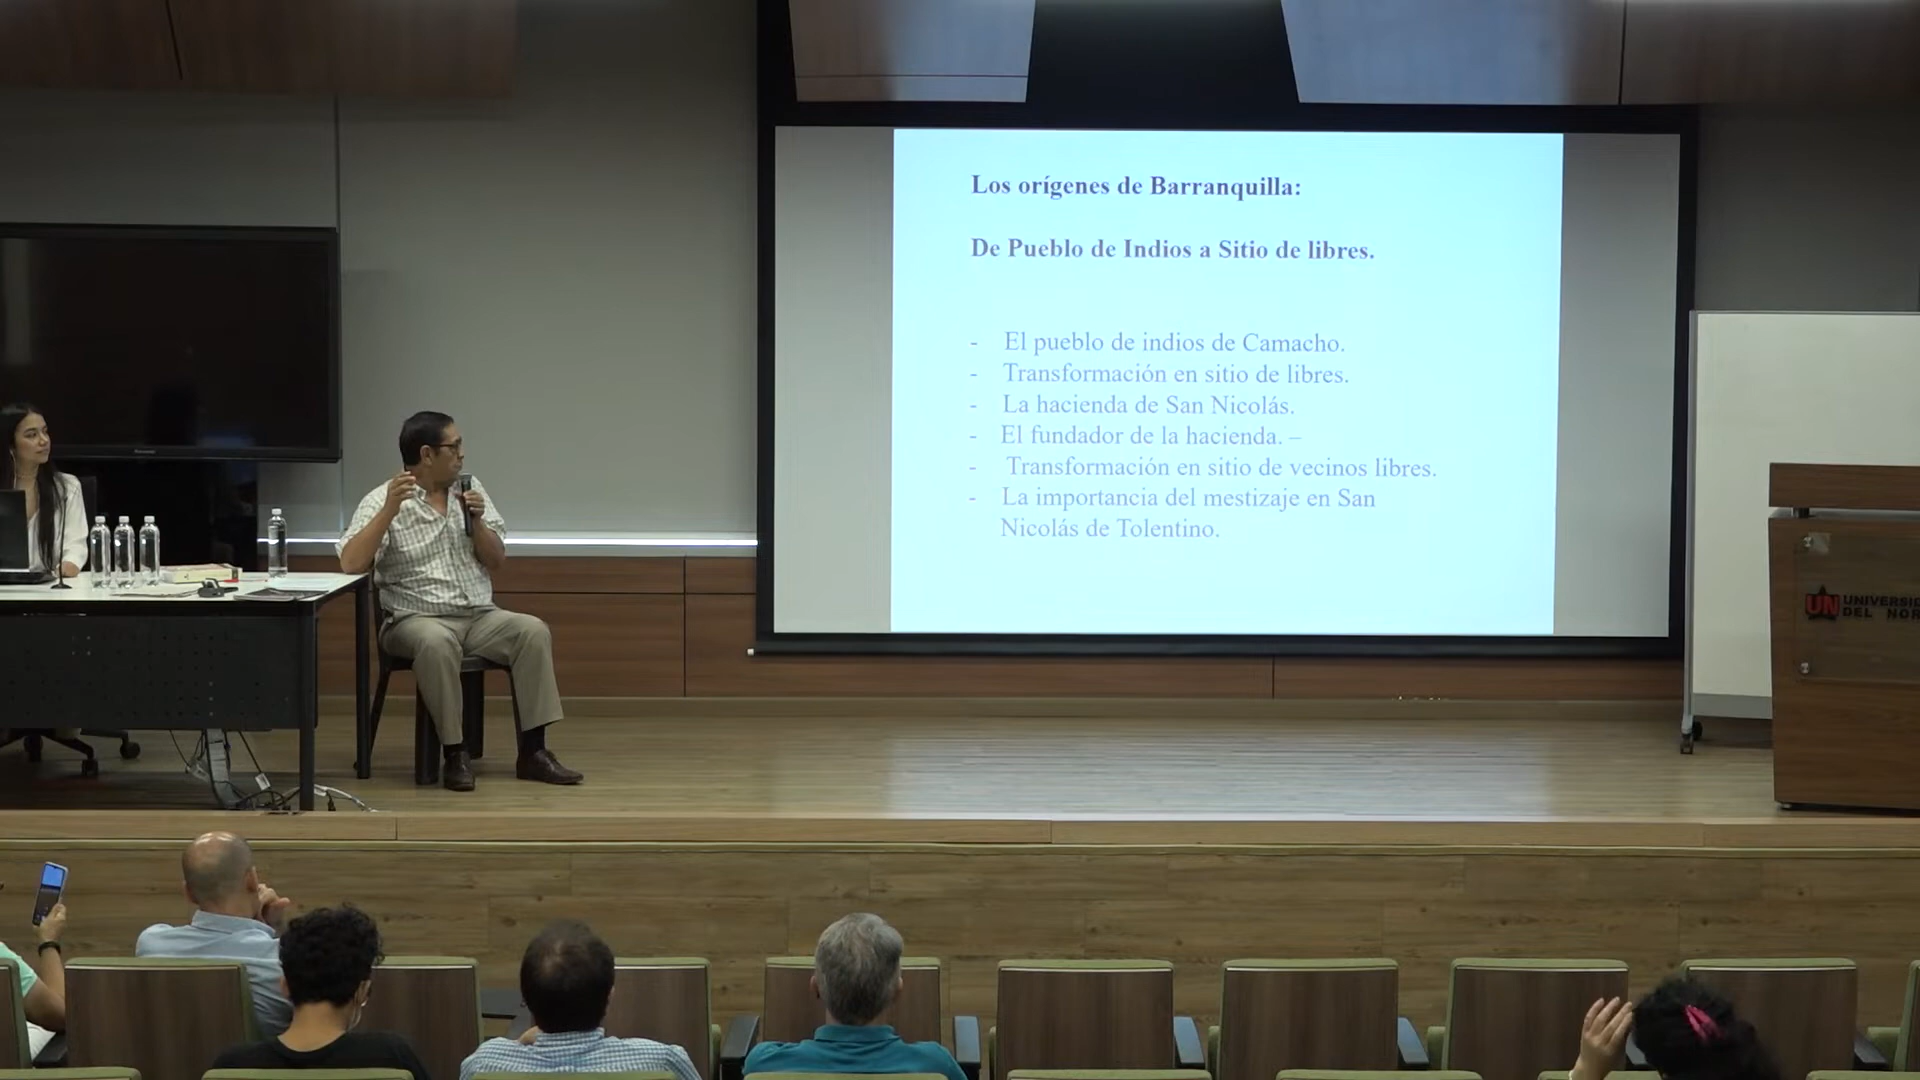 Los orígenes de Barranquilla:
De Pueblo de Indios a Sitio de libres.
- El pueblo de indios de Camacho.
- Transformación en sitio de libres.
- La hacienda de San Nicolás.
- El fundador de la hacienda. –
- Transformación en sitio de vecinos libres.
- La importancia del mestizaje en San
Nicolás de Tolentino.
UN UNIVERSID
DEL NOR
Panasonic